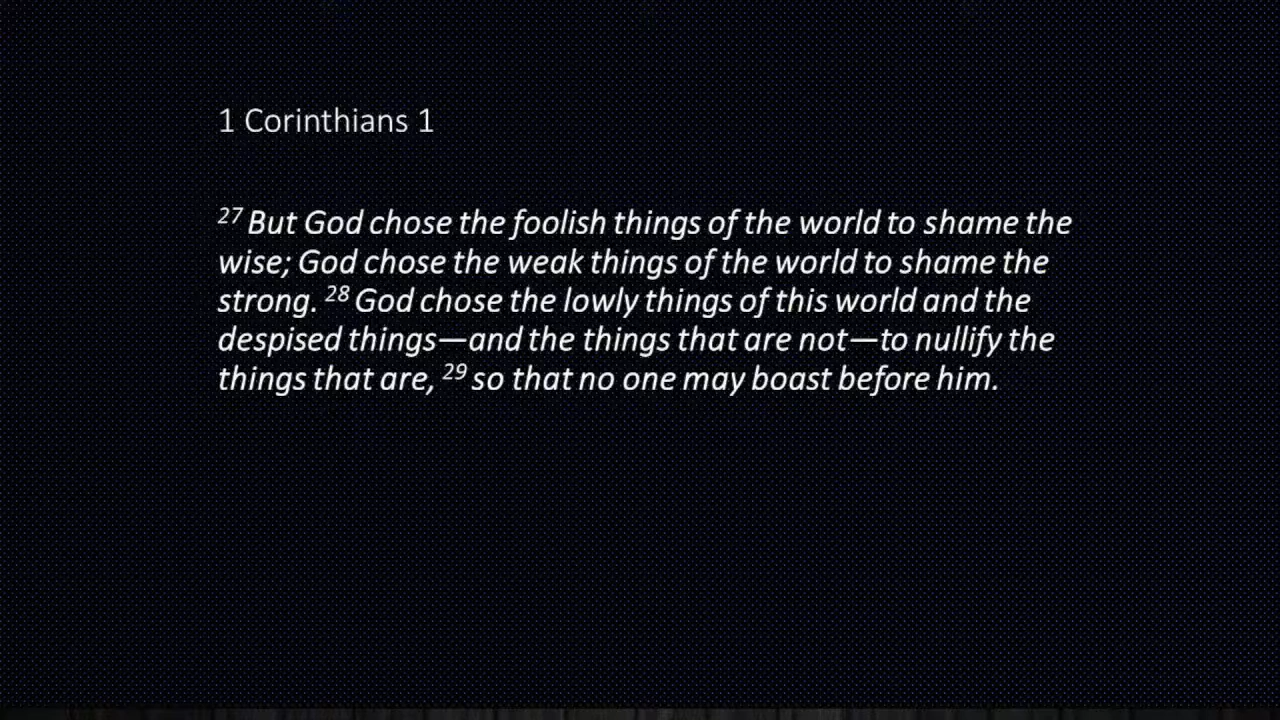 1 Corinthians 1
27 But God chose the foolish things of the world to shame the
wise; God chose the weak things of the world to shame the
strong. 28 God chose the lowly things of this world and the
despised things—and the things that are not—to nullify the
things that are, 29 so that no one may boast before him.